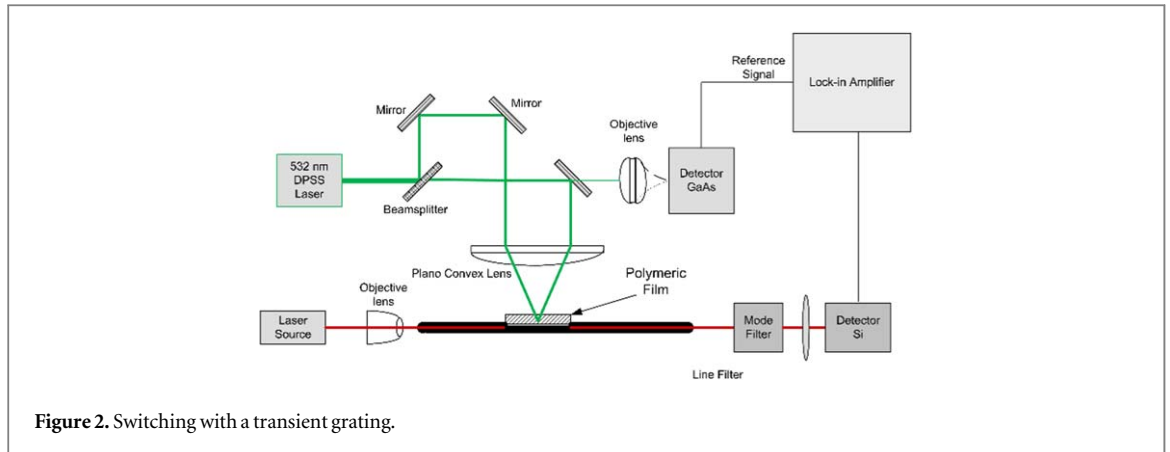 Reference
Signal
Lock-in Amplifier
Mirror
Mirror
Objective
lens
532 nm
DPSS
Laser
Detector
GaAs
Beamsplitter
Plano Convex Lens
Polymeric
Film
Objective
lens
Laser
Source
Mode
Filter
Detector
Si
Line Filter
Figure 2. Switching with a transient grating.